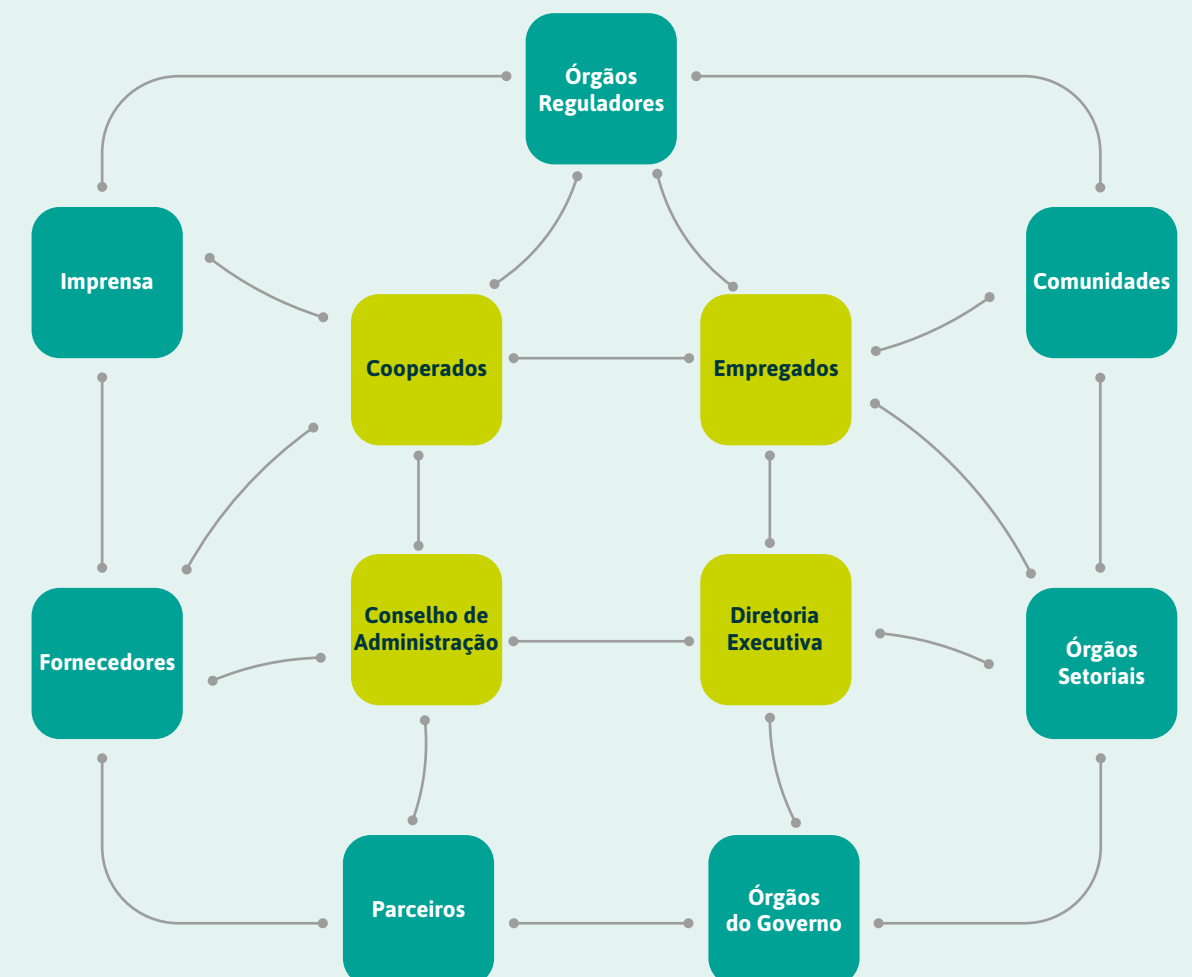 Órgãos
Reguladores
Imprensa
Comunidades
Cooperados
Empregados
Conselho de
Administração
Diretoria
Executiva
Fornecedores
Órgãos
Setoriais
Parceiros
Órgãos
do Governo